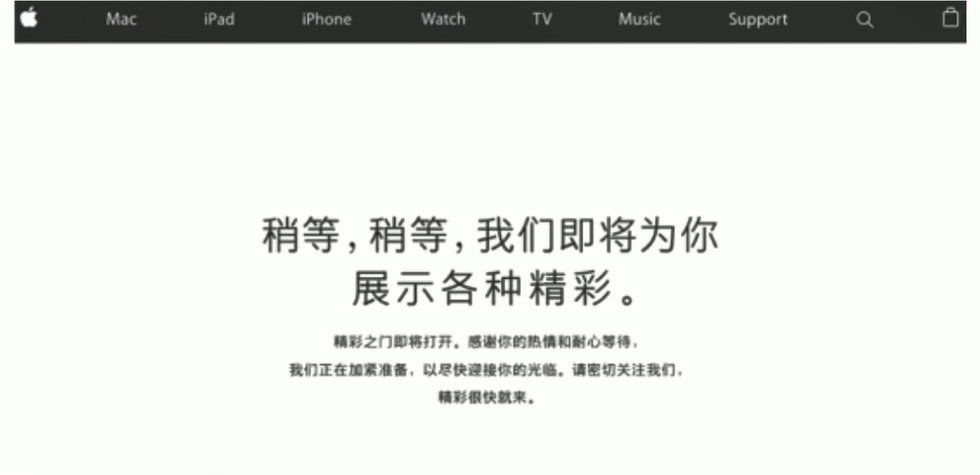 Mac iPad iPhone Watch TV Music Support
稍等,稍等,我们即将为你
展示各种精彩。
精彩之门即将打开。感谢你的热情和耐心等待,
我们正在加紧准备,以尽快迎接你的光临。请密切关注我们,
精彩很快就来。